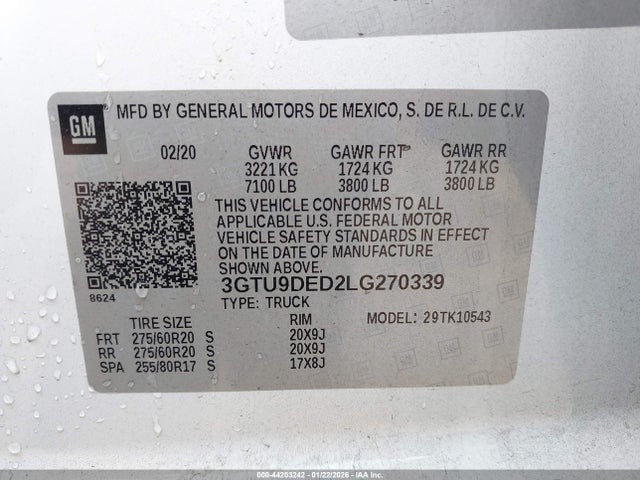 GM
MFD BY GENERAL MOTORS DE MEXICO, S. DE R.L. DE C.V.
02/20 GVWR GAWR FRT GAWR RR
3221 KG 1724 KG 1724 KG
7100 LB 3800 LB 3800 LB
THIS VEHICLE CONFORMS TO ALL
APPLICABLE U.S. FEDERAL MOTOR
VEHICLE SAFETY STANDARDS IN EFFECT
ON THE DATE OF MANUFACTURE
SHOWN ABOVE.
8624
3GTU9DED2LG270339
TYPE: TRUCK
TIRE SIZE RIM MODEL: 29TK10543
FRT 275/60R20 S 20X9J
RR 275/60R20 S 20X9J
SPA 255/80R17 S 17X8J
000-44203242 - 01/22/2026 - IAA, Inc.